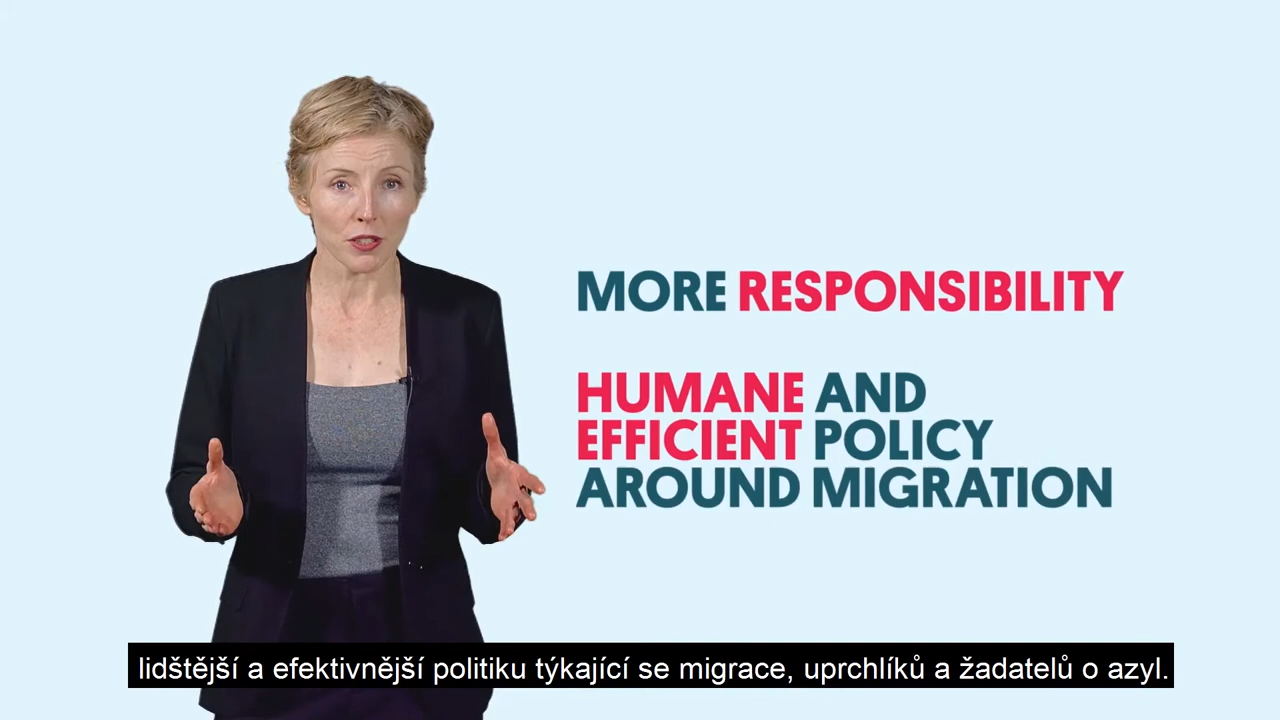 MORE RESPONSIBILITY
HUMANE AND
EFFICIENT POLICY
AROUND MIGRATION
lidštější a efektivnější politiku týkající se migrace, uprchlíků a žadatelů o azyl.